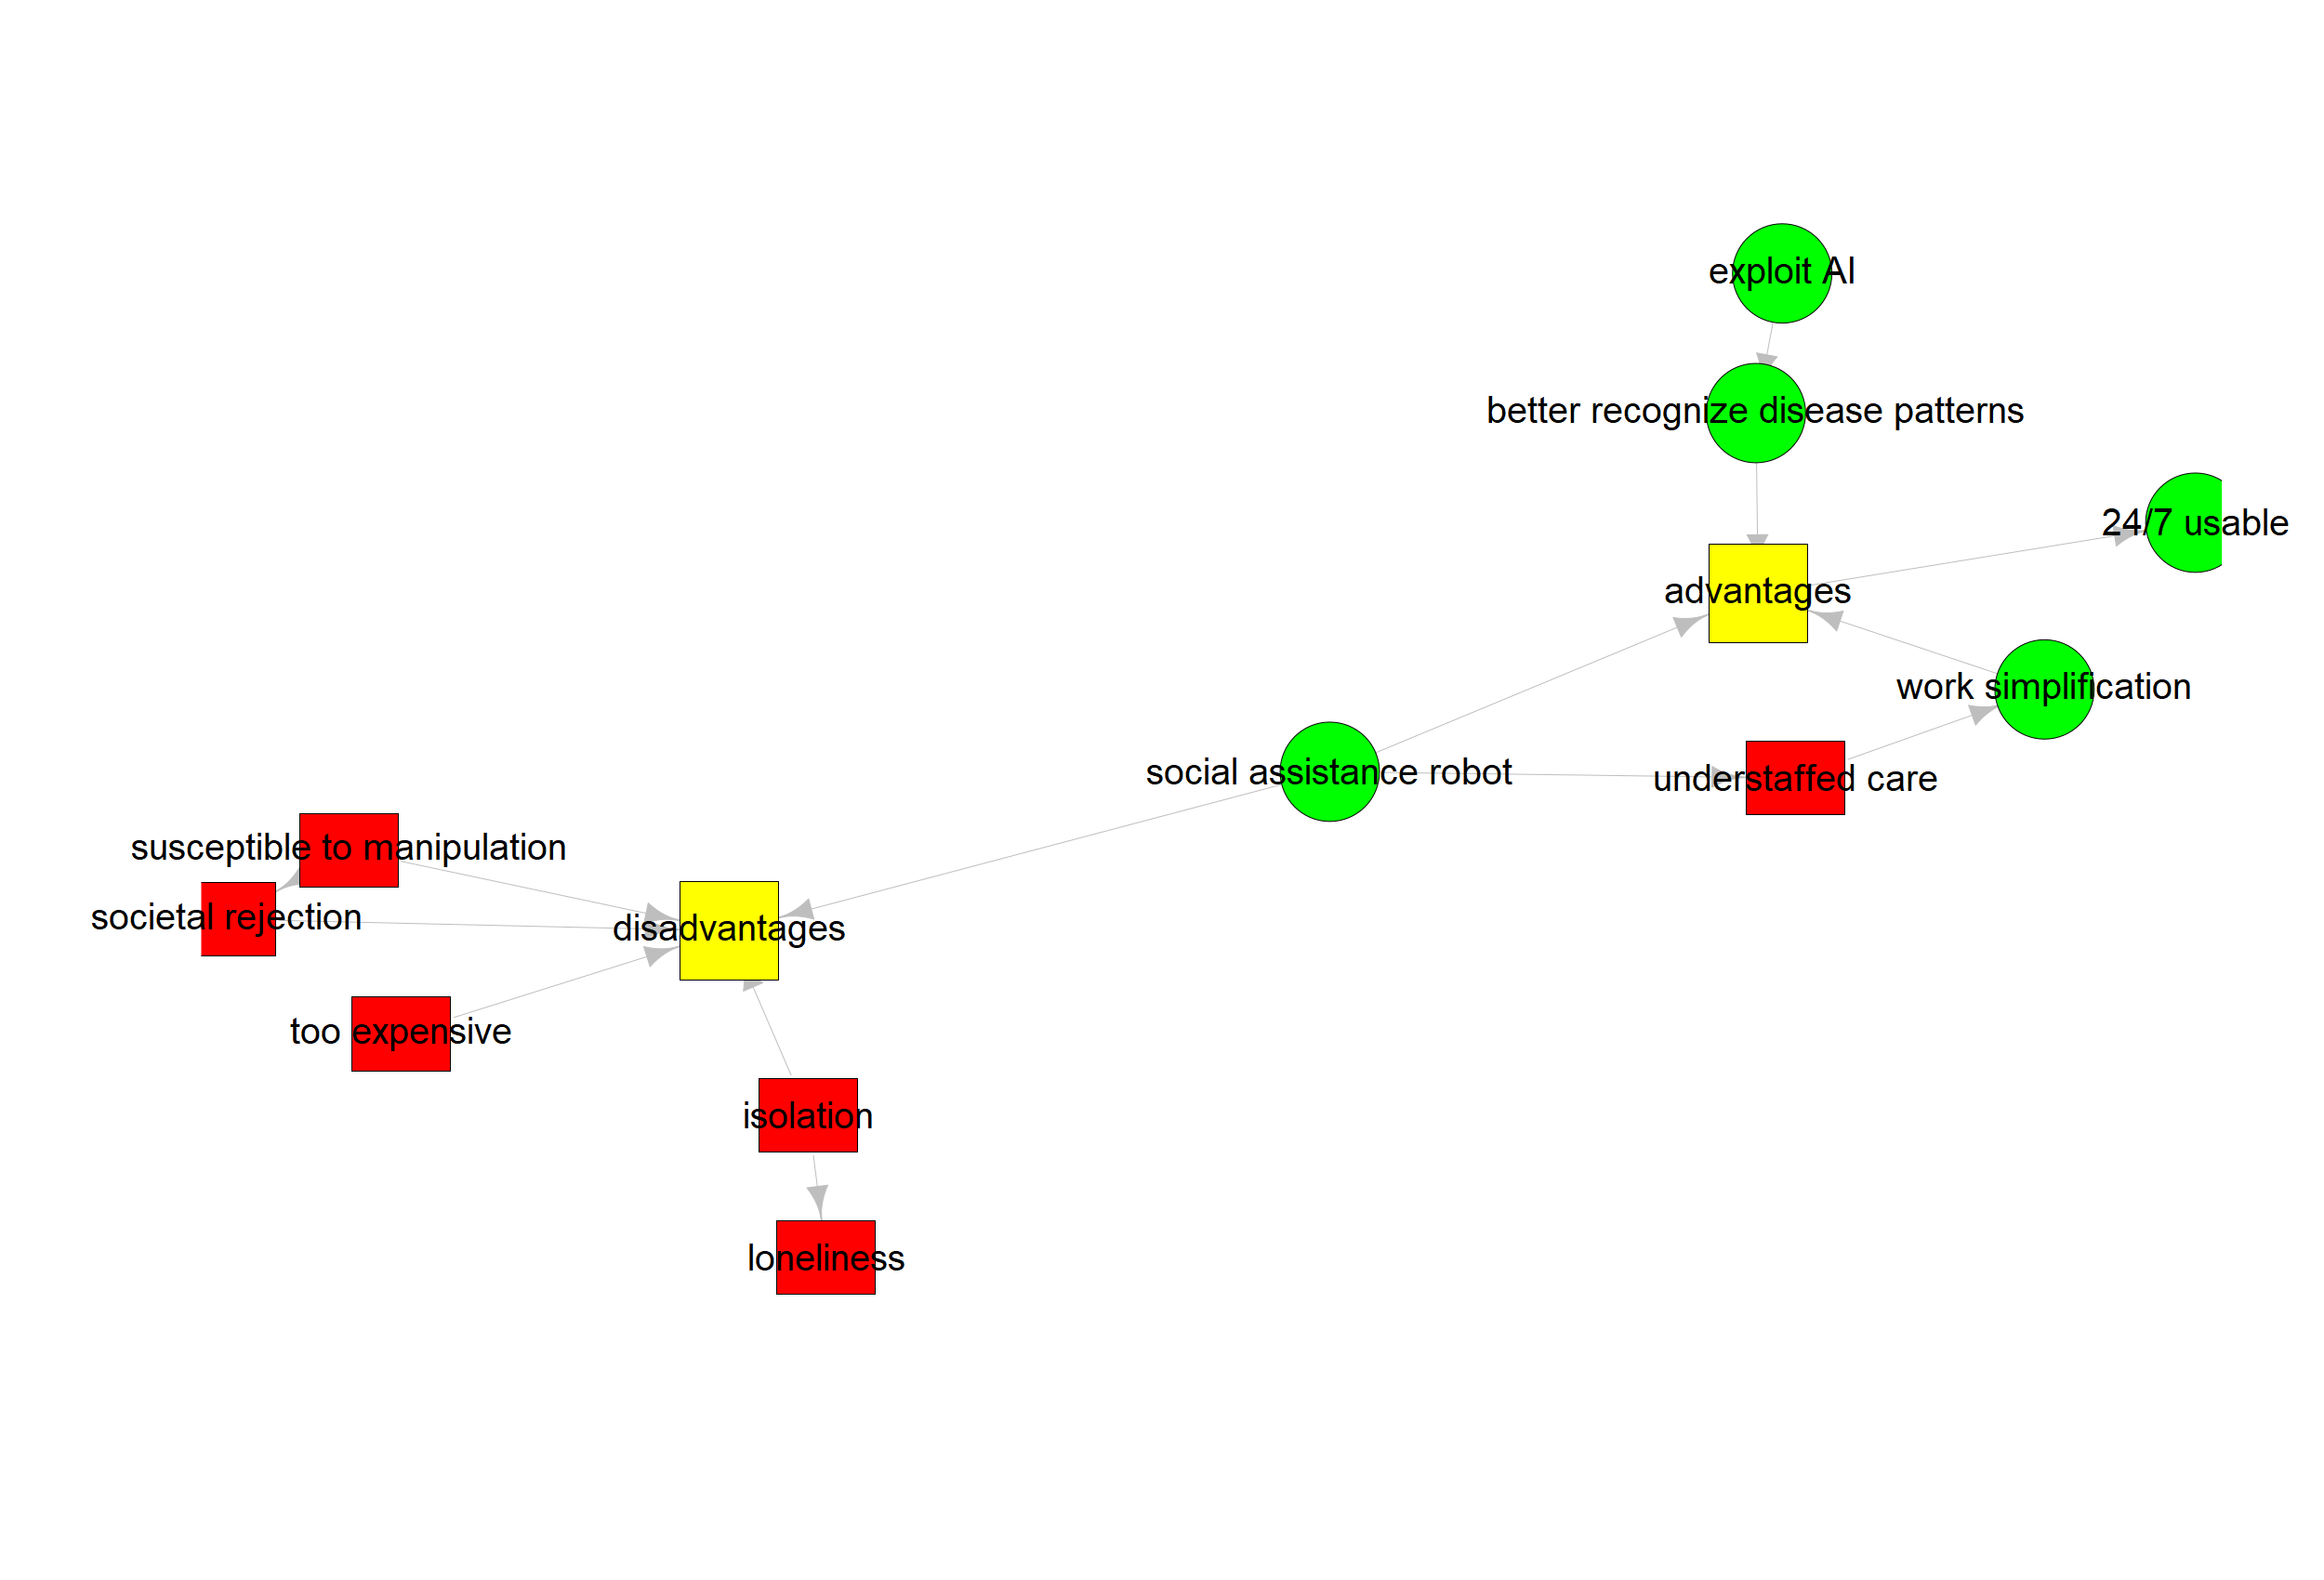 exploit AI
better recognize disease patterns
24/7 usable
advantages
work simplification
social assistance robot
understaffed care
susceptible to manipulation
societal rejection
disadvantages
too expensive
isolation
loneliness